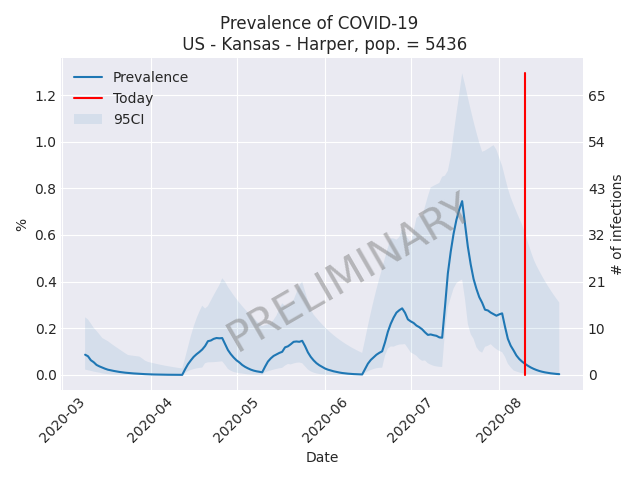 Prevalence of COVID-19
US - Kansas - Harper, pop. = 5436
Prevalence
Today
95CI
1.2
1.0
0.8
0.6
0.4
0.2
0.0
%
65
54
43
32
21
10
0
# of infections
PRELIMINARY
2020-03
2020-04
2020-05
2020-06
2020-07
2020-08
Date